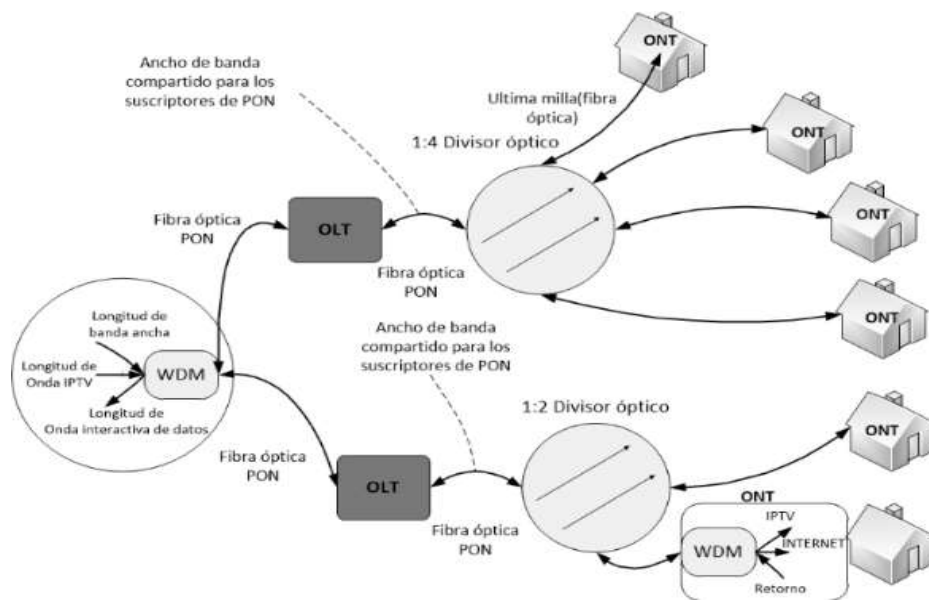 ONT
Ancho de banda
compartido para los
suscriptores de PON
Ultima milla(fibra
óptica)
1:4 Divisor óptico
ONT
Fibra óptica
PON
OLT
ONT
Fibra óptica
PON
ONT
Longitud de
banda ancha
Longitud de
Onda IPTV
WDM
Longitud de
Onda interactiva de datos
Ancho de banda
compartido para los
suscriptores de PON
1:2 Divisor óptico
ONT
Fibra óptica
PON
OLT
Fibra óptica
PON
ONT
IPTV
WDM
INTERNET
Retorno